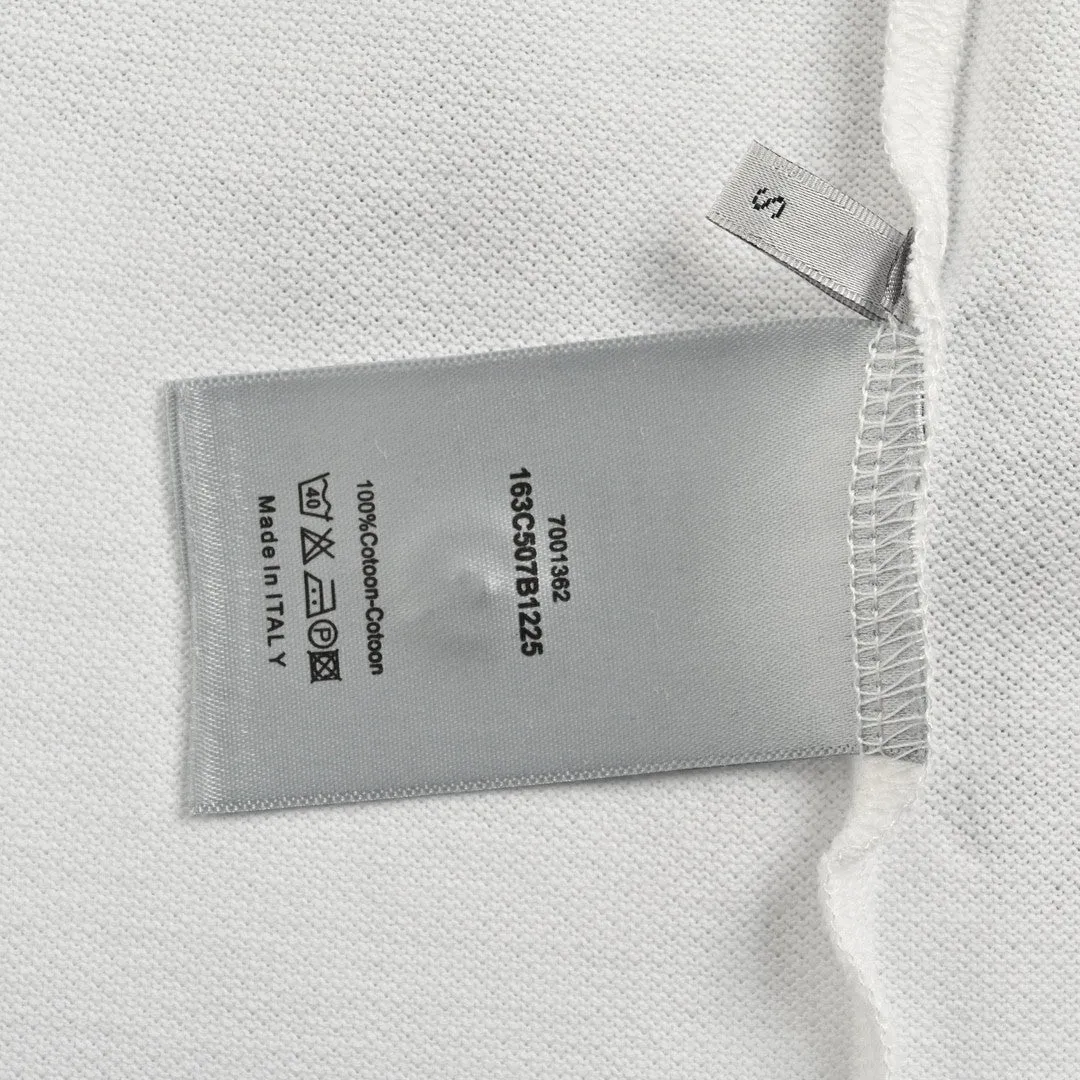 S
7001362
163C507B1225
100%Cotoon-Cotoon
40 P
Made In ITALY